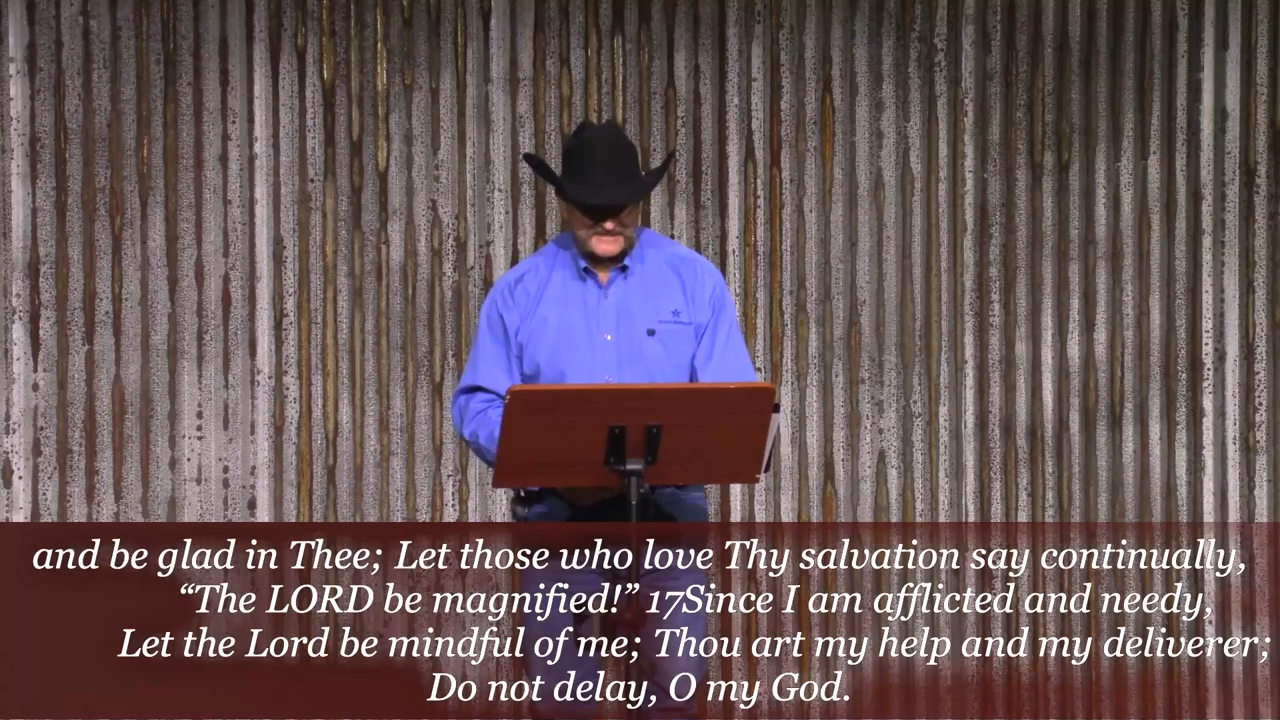 and be glad in Thee; Let those who love Thy salvation say continually,
“The LORD be magnified!” 17Since I am afflicted and needy,
Let the Lord be mindful of me; Thou art my help and my deliverer;
Do not delay, O my God.